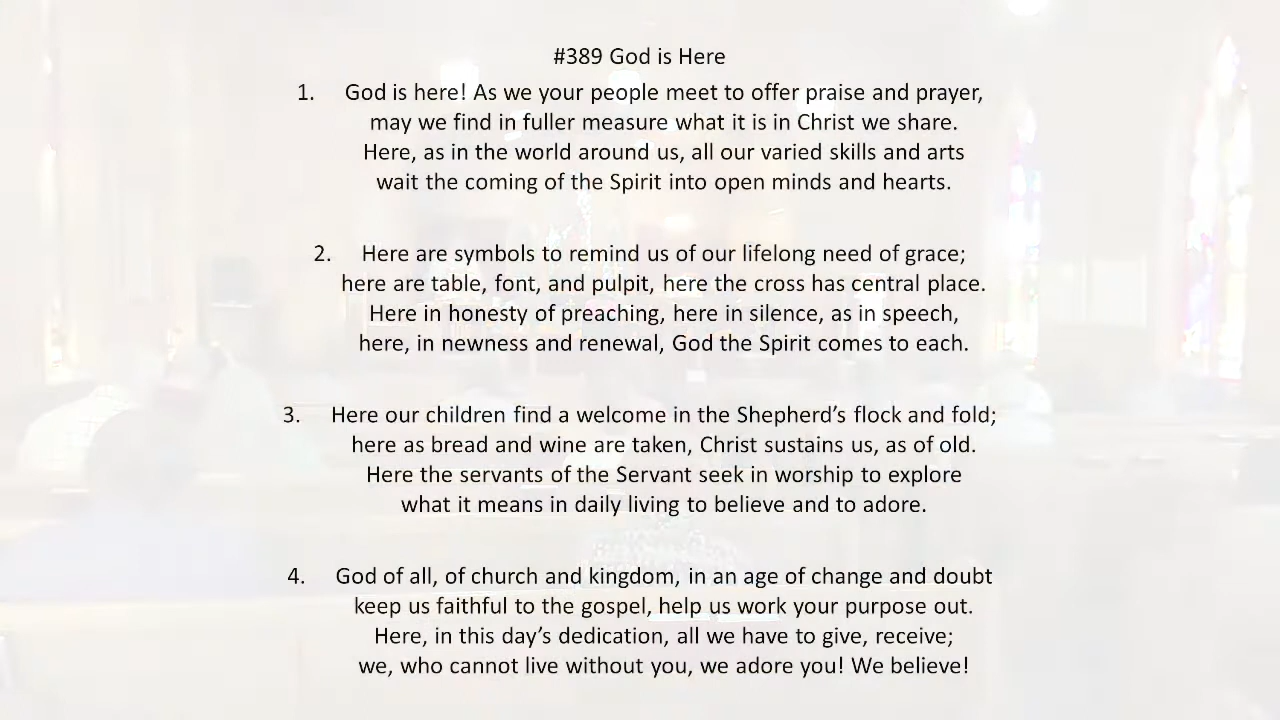 #389 God is Here
1. God is here! As we your people meet to offer praise and prayer,
may we find in fuller measure what it is in Christ we share.
Here, as in the world around us, all our varied skills and arts
wait the coming of the Spirit into open minds and hearts.
2. Here are symbols to remind us of our lifelong need of grace;
here are table, font, and pulpit, here the cross has central place.
Here in honesty of preaching, here in silence, as in speech,
here, in newness and renewal, God the Spirit comes to each.
3. Here our children find a welcome in the Shepherd’s flock and fold;
here as bread and wine are taken, Christ sustains us, as of old.
Here the servants of the Servant seek in worship to explore
what it means in daily living to believe and to adore.
4. God of all, of church and kingdom, in an age of change and doubt
keep us faithful to the gospel, help us work your purpose out.
Here, in this day’s dedication, all we have to give, receive;
we, who cannot live without you, we adore you! We believe!